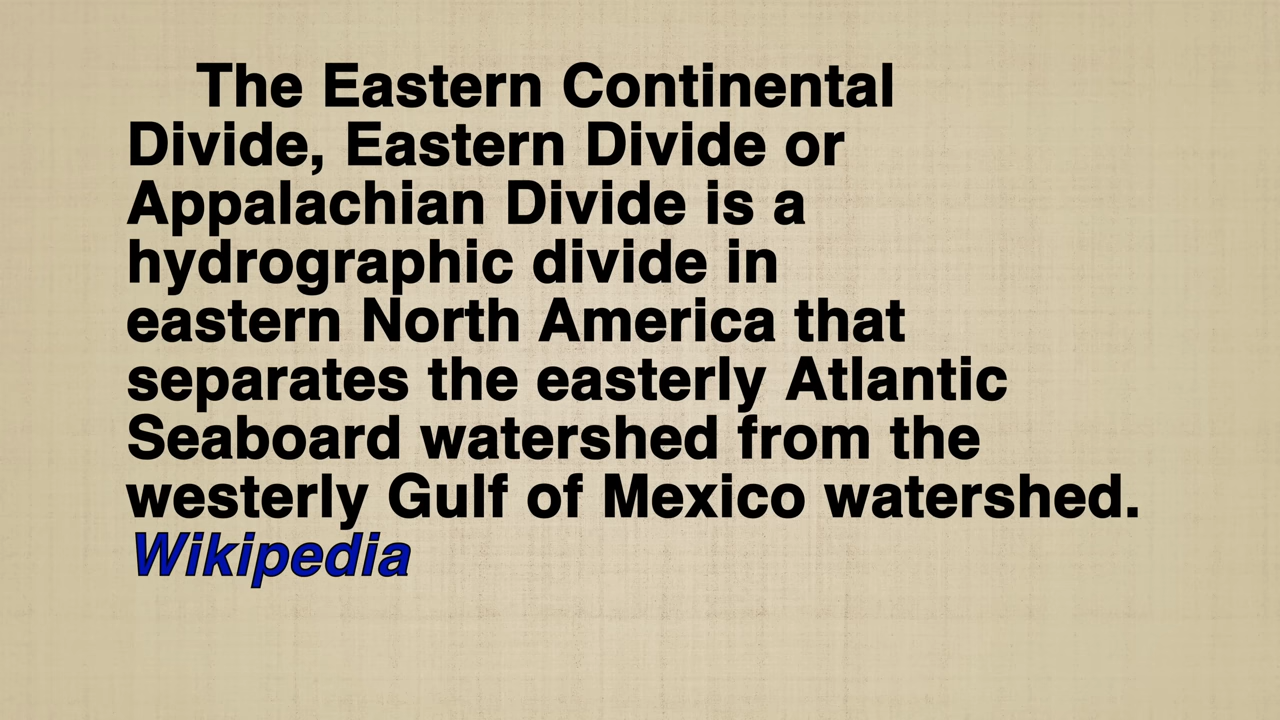 The Eastern Continental
Divide, Eastern Divide or
Appalachian Divide is a
hydrographic divide in
eastern North America that
separates the easterly Atlantic
Seaboard watershed from the
westerly Gulf of Mexico watershed.
Wikipedia